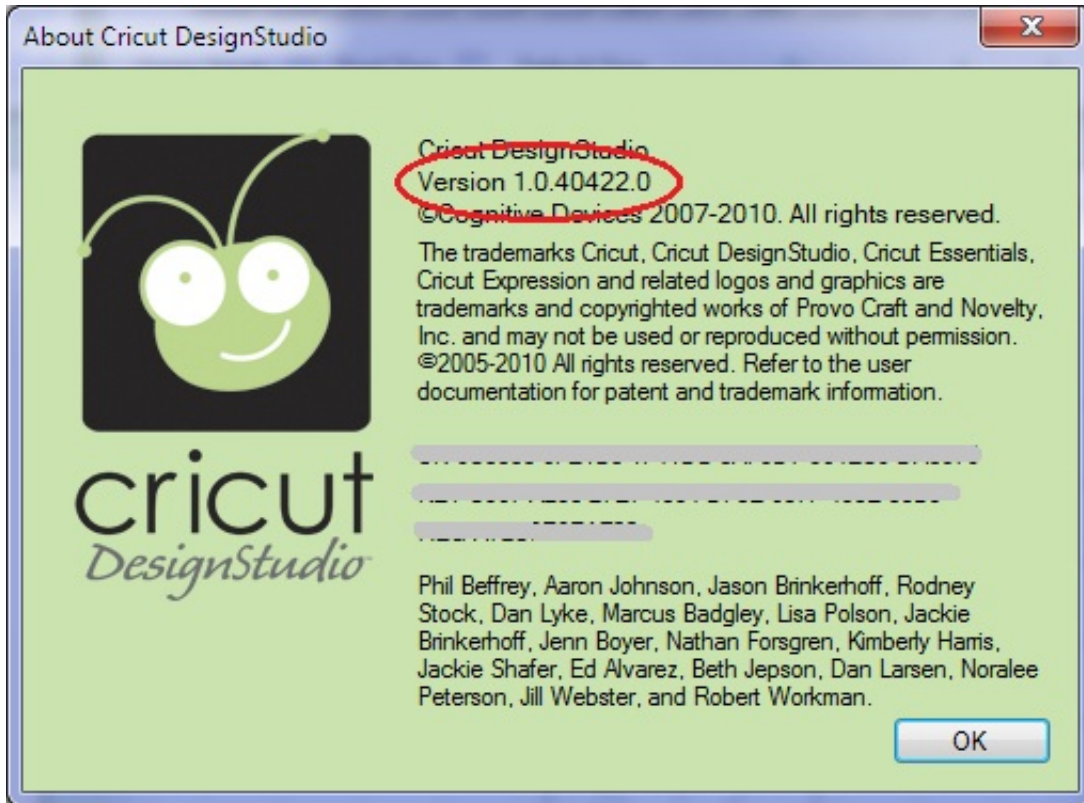 About Cricut DesignStudio
Cricut DesignStudio
Version 1.0.40422.0
©Cognitive Devices 2007-2010. All rights reserved.
The trademarks Cricut, Cricut DesignStudio, Cricut Essentials,
Cricut Expression and related logos and graphics are
trademarks and copyrighted works of Provo Craft and Novelty,
Inc. and may not be used or reproduced without permission.
©2005-2010 All rights reserved. Refer to the user
documentation for patent and trademark information.
cricut
DesignStudio
Phil Beffrey, Aaron Johnson, Jason Brinkerhoff, Rodney
Stock, Dan Lyke, Marcus Badgley, Lisa Polson, Jackie
Brinkerhoff, Jenn Boyer, Nathan Forsgren, Kimberly Harris,
Jackie Shafer, Ed Alvarez, Beth Jepson, Dan Larsen, Noralee
Peterson, Jill Webster, and Robert Workman.
OK